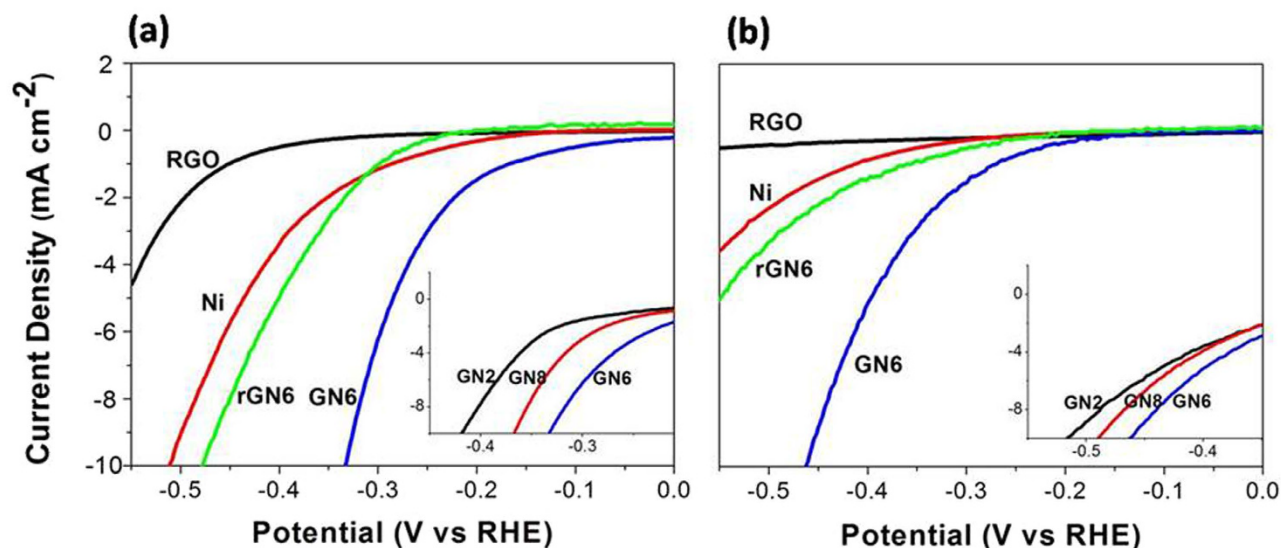 (a)
(b)
Current Density (mA cm⁻²)
2
0
-2
-4
-6
-8
-10
RGO
Ni
rGN6
GN6
0
-4
-8
GN2
GN8
GN6
-0.4
-0.3
-0.5
-0.4
-0.3
-0.2
-0.1
0.0
Potential (V vs RHE)
RGO
Ni
rGN6
GN6
0
-4
-8
GN2
GN8
GN6
-0.5
-0.4
-0.5
-0.4
-0.3
-0.2
-0.1
0.0
Potential (V vs RHE)